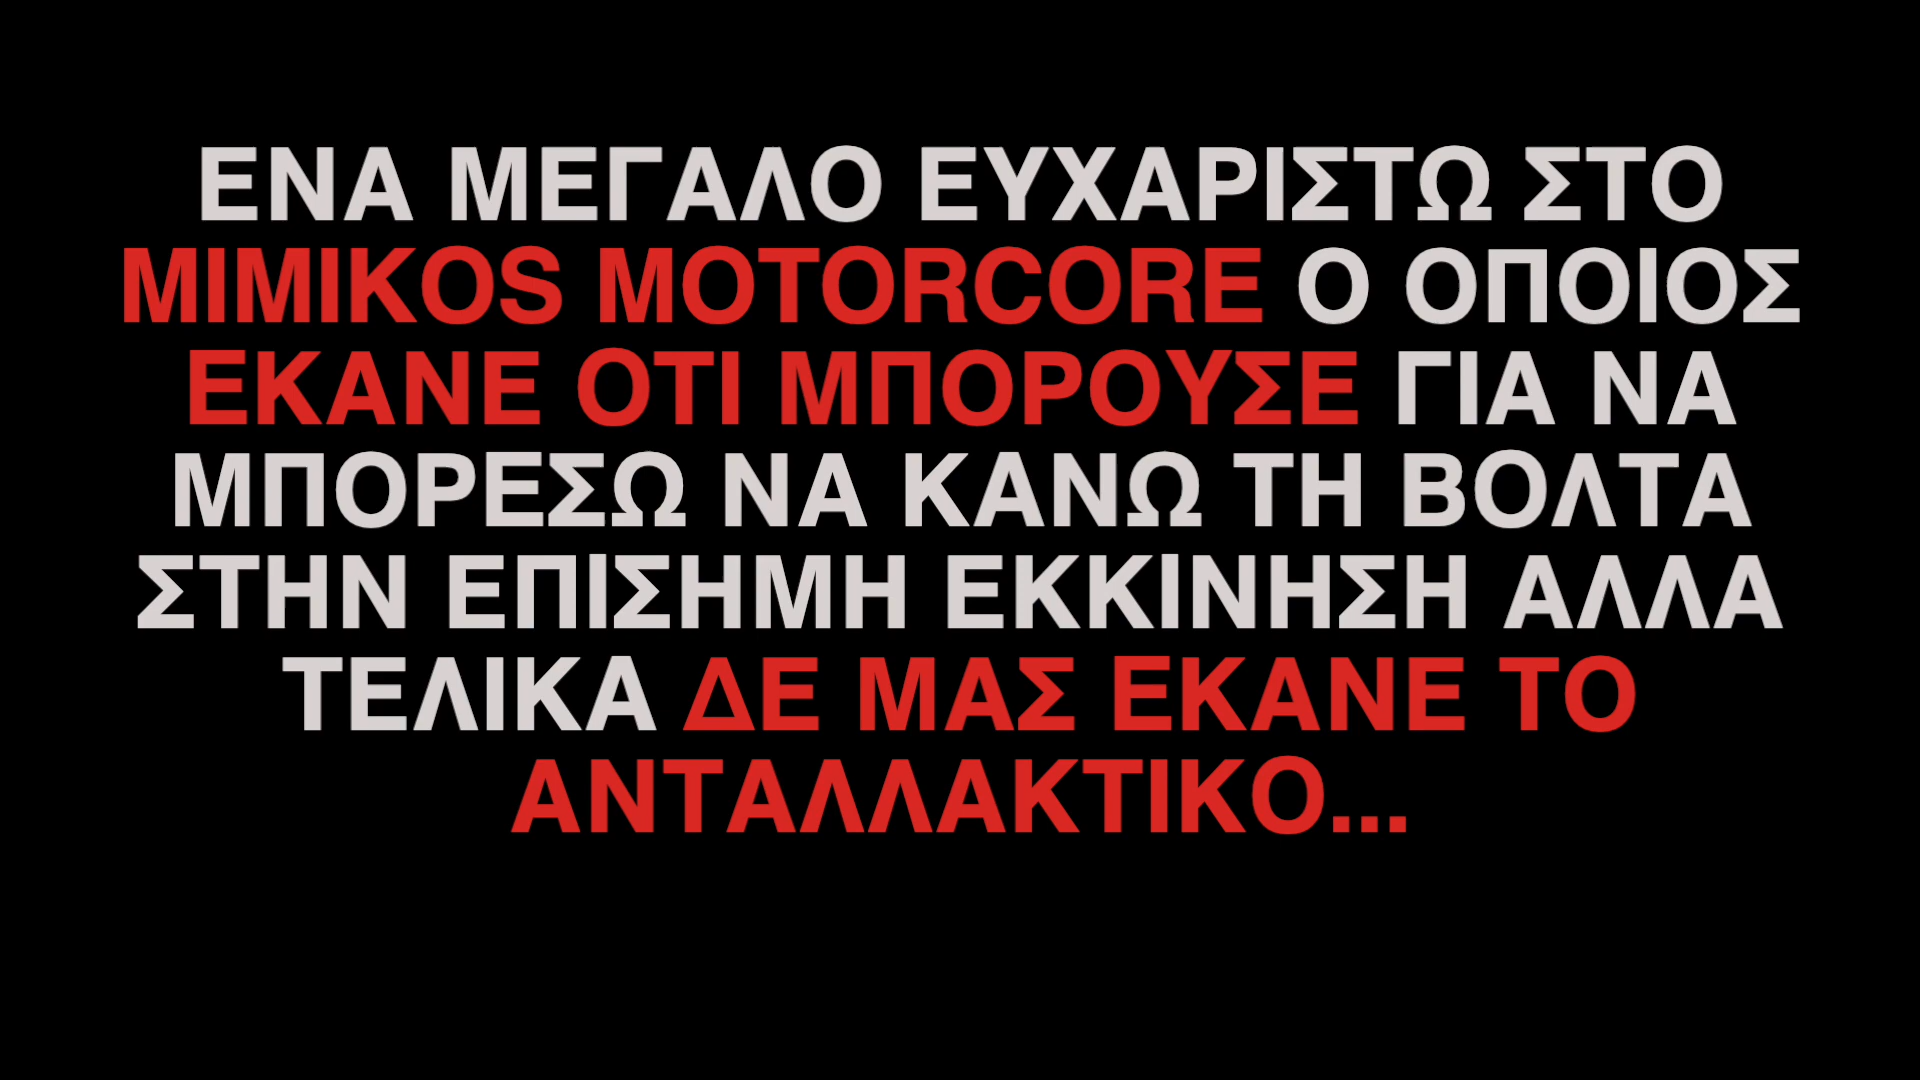 ΕΝΑ ΜΕΓΑΛΟ ΕΥΧΑΡΙΣΤΩ ΣΤΟ
MIMIKOS MOTORCORE Ο ΟΠΟΙΟΣ
ΕΚΑΝΕ ΟΤΙ ΜΠΟΡΟΥΣΕ ΓΙΑ ΝΑ
ΜΠΟΡΕΣΩ ΝΑ ΚΑΝΩ ΤΗ ΒΟΛΤΑ
ΣΤΗΝ ΕΠΙΣΗΜΗ ΕΚΚΙΝΗΣΗ ΑΛΛΑ
ΤΕΛΙΚΑ ΔΕ ΜΑΣ ΕΚΑΝΕ ΤΟ
ΑΝΤΑΛΛΑΚΤΙΚΟ...